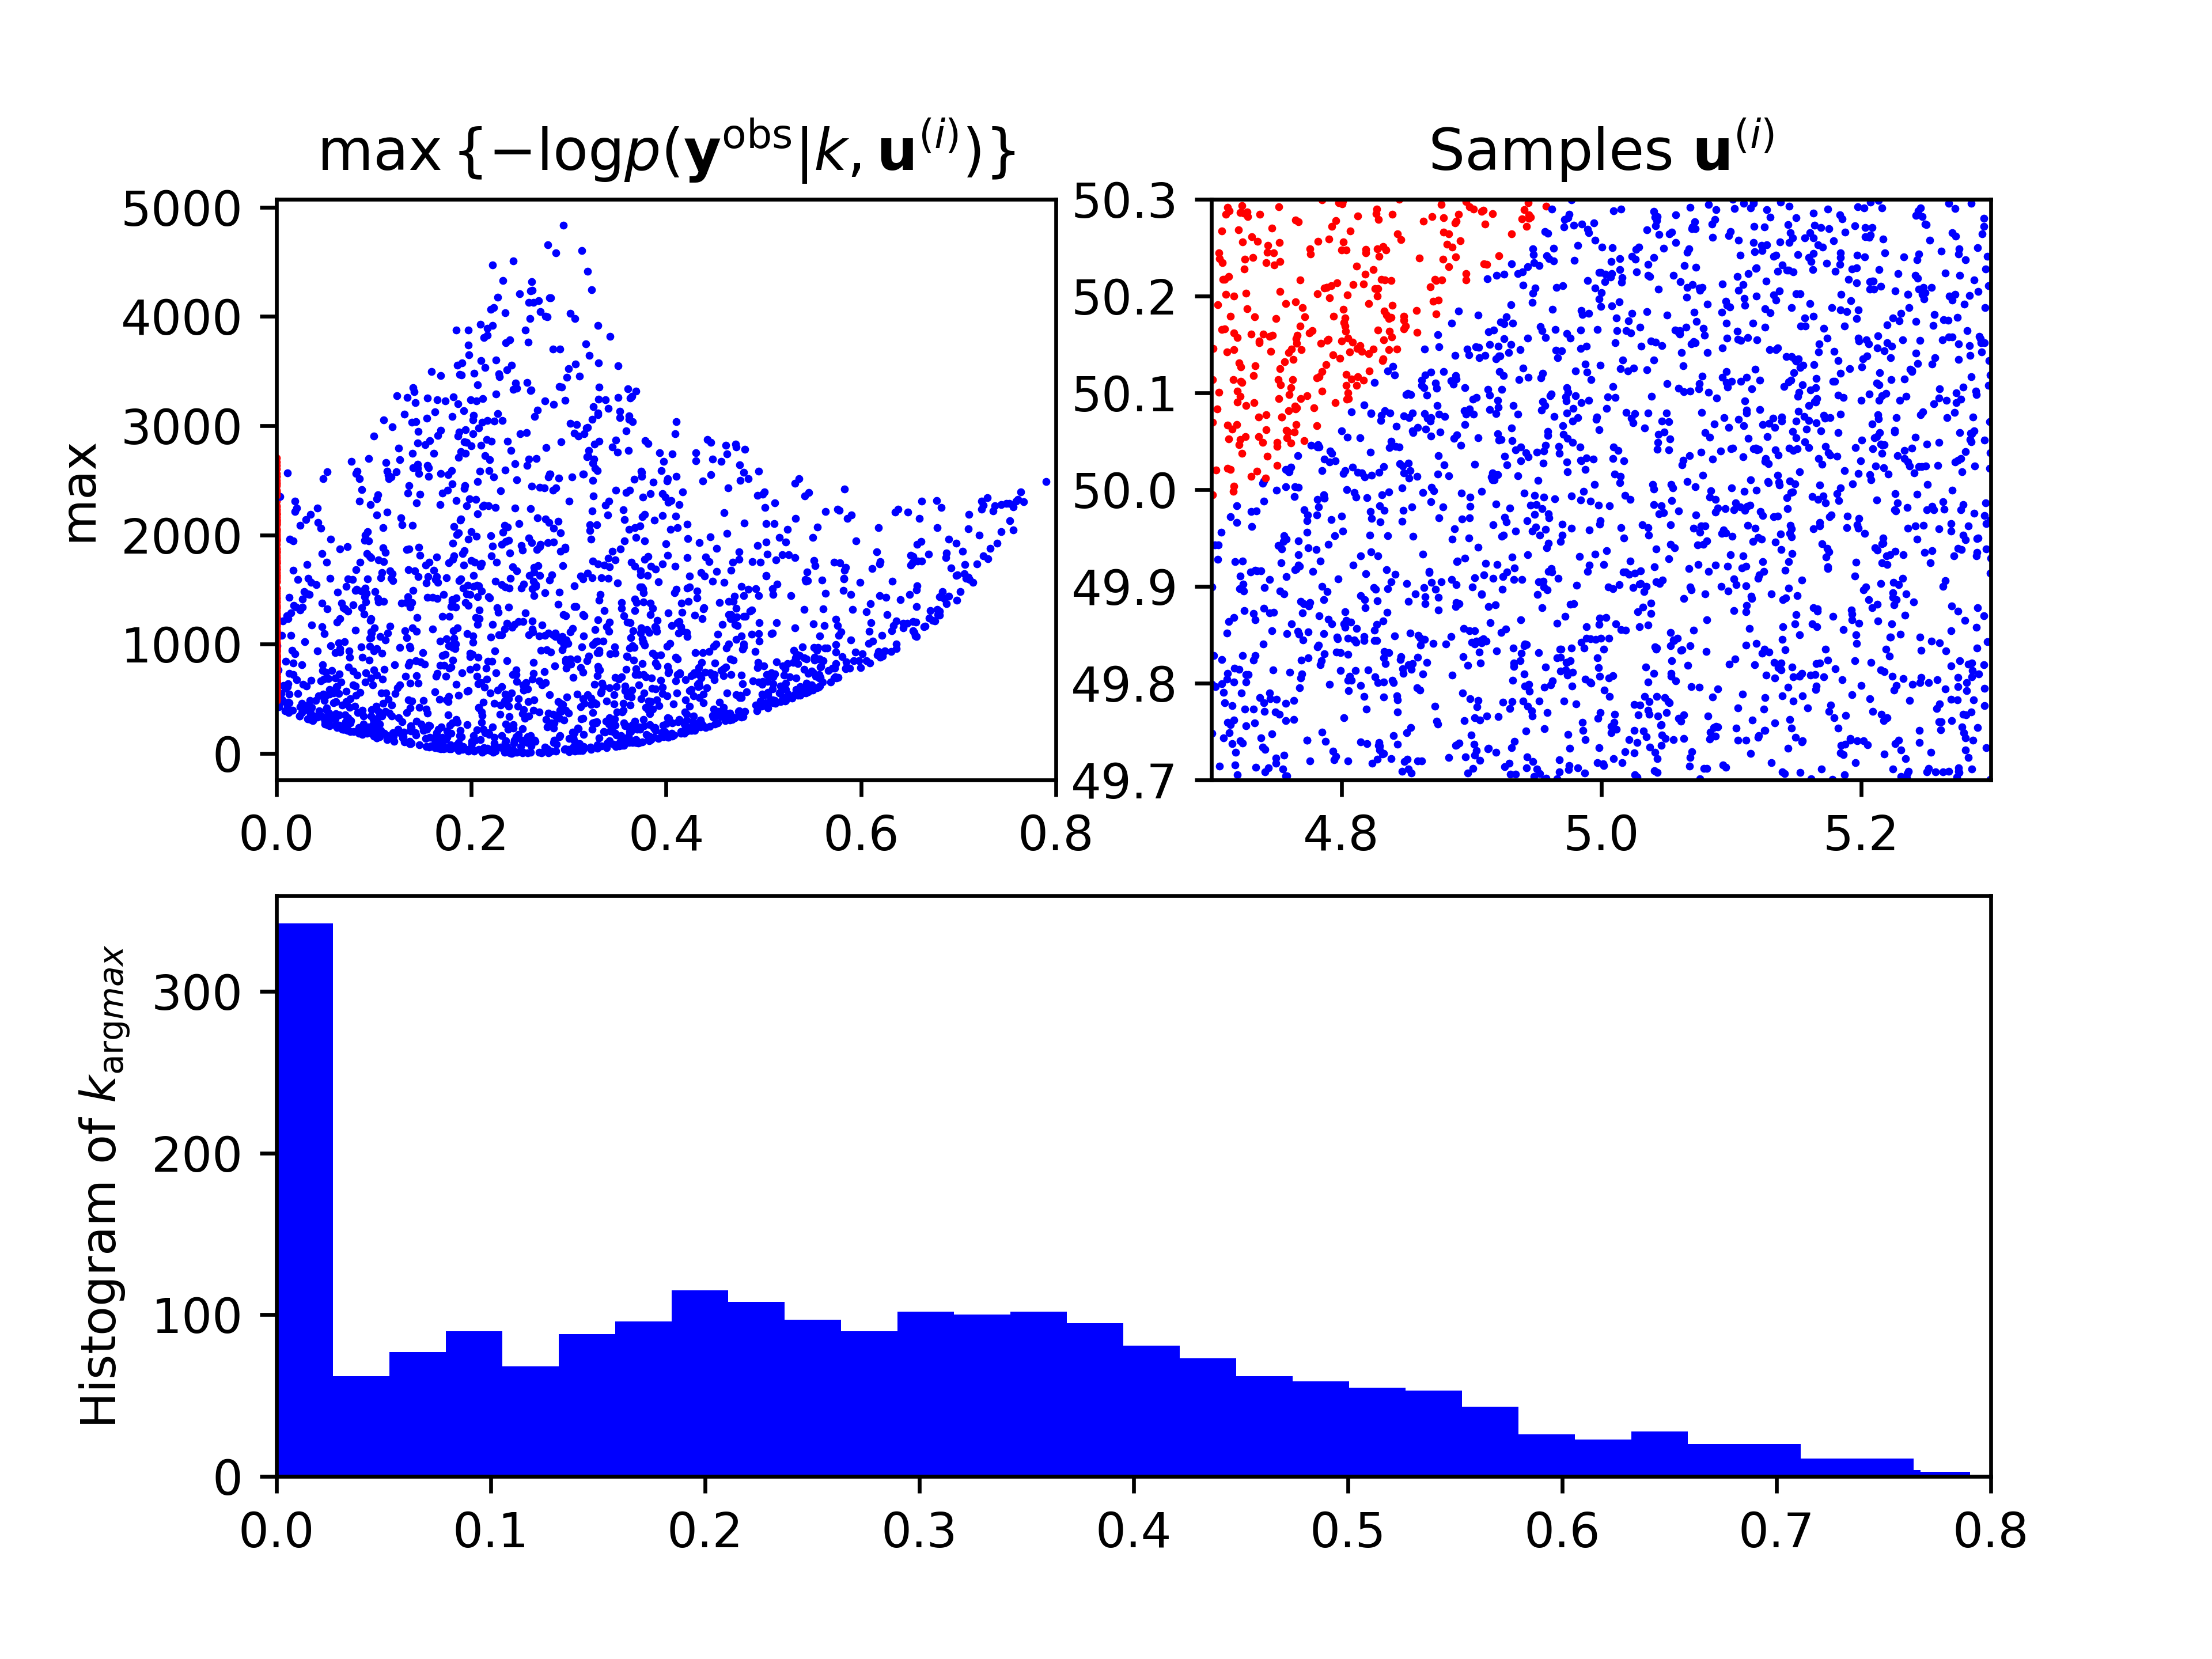 max {−log p(𝐲^obs|k, 𝐮^(i))}
Samples 𝐮^(i)
max
5000
4000
3000
2000
1000
0
0.0 0.2 0.4 0.6 0.8
50.3
50.2
50.1
50.0
49.9
49.8
49.7
4.8 5.0 5.2
Histogram of k_argmax
300
200
100
0
0.0 0.1 0.2 0.3 0.4 0.5 0.6 0.7 0.8